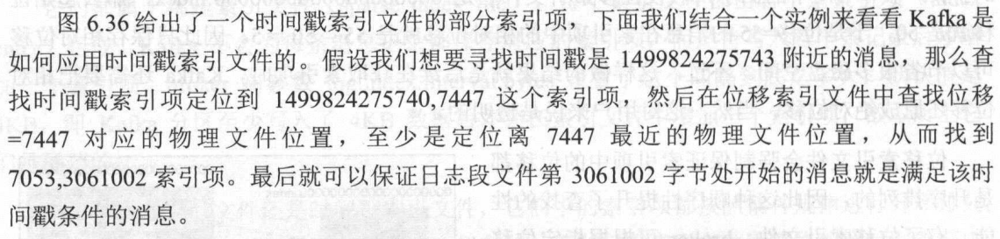 图 6.36 给出了一个时间戳索引文件的部分索引项，下面我们结合一个实例来看看 Kafka 是
如何应用时间戳索引文件的。假设我们想要寻找时间戳是 1499824275743 附近的消息，那么查
找时间戳索引项定位到 1499824275740,7447 这个索引项，然后在位移索引文件中查找位移
=7447 对应的物理文件位置，至少是定位离 7447 最近的物理文件位置，从而找到
7053,3061002 索引项。最后就可以保证日志段文件第 3061002 字节处开始的消息就是满足该时
间戳条件的消息。